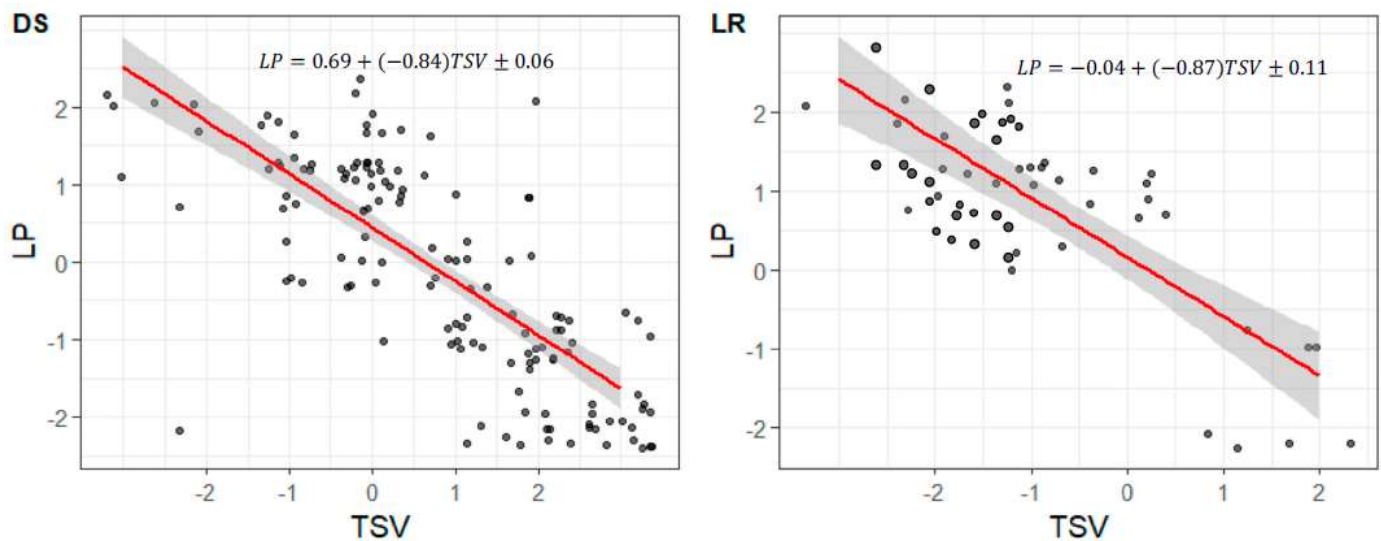 DS
LP = 0.69 + (−0.84)TSV ± 0.06
2
1
0
-1
-2
LP
-2 -1 0 1 2
TSV
LR
LP = −0.04 + (−0.87)TSV ± 0.11
2
1
0
-1
-2
LP
-2 -1 0 1 2
TSV